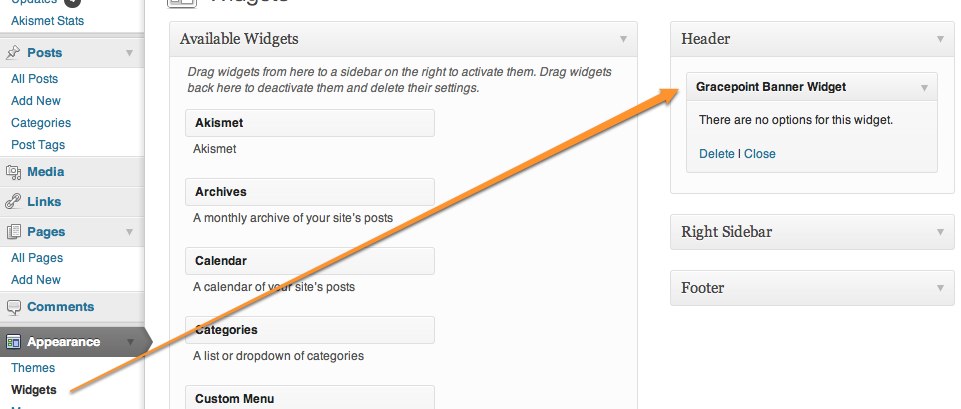 Updates
Akismet Stats
Posts
All Posts
Add New
Categories
Post Tags
Media
Links
Pages
All Pages
Add New
Comments
Appearance
Themes
Widgets
Widgets
Available Widgets
Drag widgets from here to a sidebar on the right to activate them. Drag widgets
back here to deactivate them and delete their settings.
Akismet
Akismet
Archives
A monthly archive of your site's posts
Calendar
A calendar of your site's posts
Categories
A list or dropdown of categories
Custom Menu
Header
Gracepoint Banner Widget
There are no options for this widget.
Delete | Close
Right Sidebar
Footer